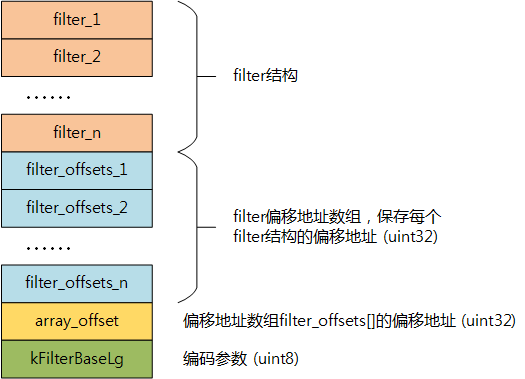 filter_1
filter_2
······
filter_n
filter结构
filter_offsets_1
filter_offsets_2
······
filter_offsets_n
filter偏移地址数组，保存每个
filter结构的偏移地址 (uint32)
array_offset
偏移地址数组filter_offsets[]的偏移地址 (uint32)
kFilterBaseLg
编码参数 (uint8)